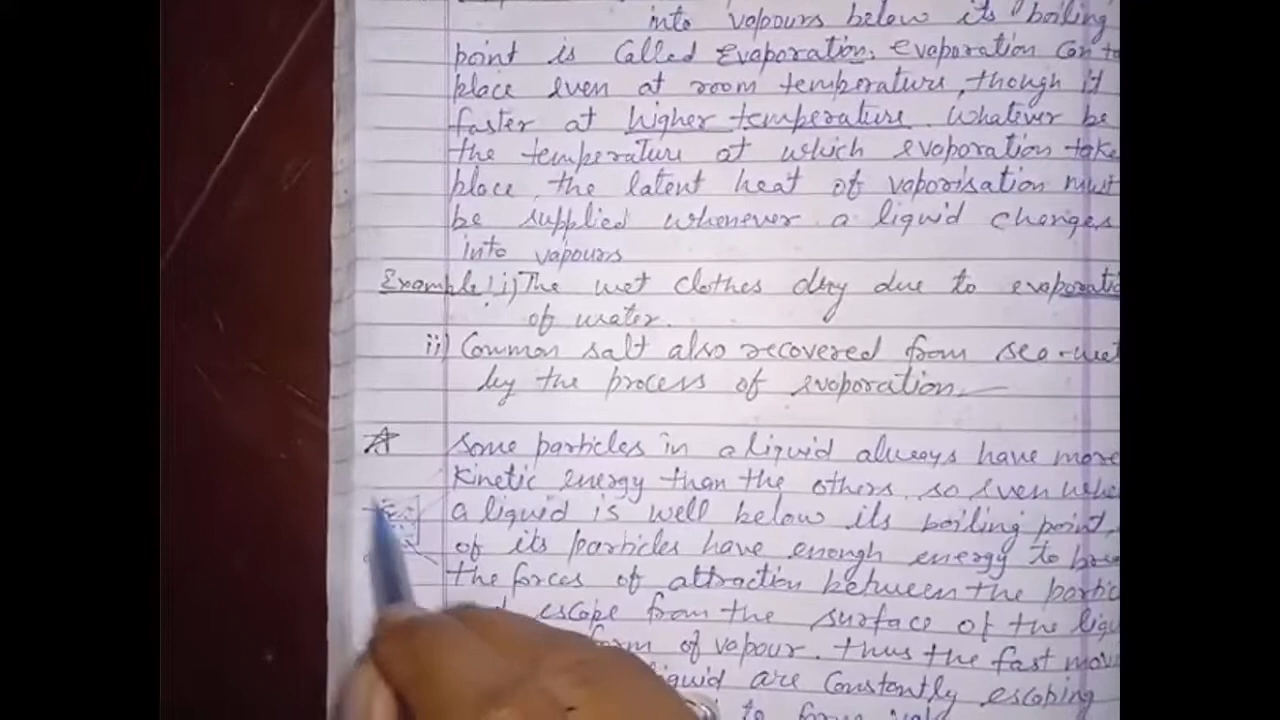 into vapours below its boiling
point is Called Evaporation. evaporation Can
place even at room temperature, though it
faster at higher temperature. Whatever be
the temperature at which evaporation take
place, the latent heat of vaporisation must
be supplied whenever a liquid changes
into vapours
Example: i) The wet clothes dry due to evaporati
of water.
ii) Common salt also recovered from sea-wat
by the process of evaporation.
Some particles in a liquid always have more
Kinetic energy than the others. so even whe
a liquid is well below its boiling point,
of its particles have enough energy to brea
the forces of attraction between the partic
escape from the surface of the liqu
of vapour. thus the fast movi
liquid are Constantly escaping
to form